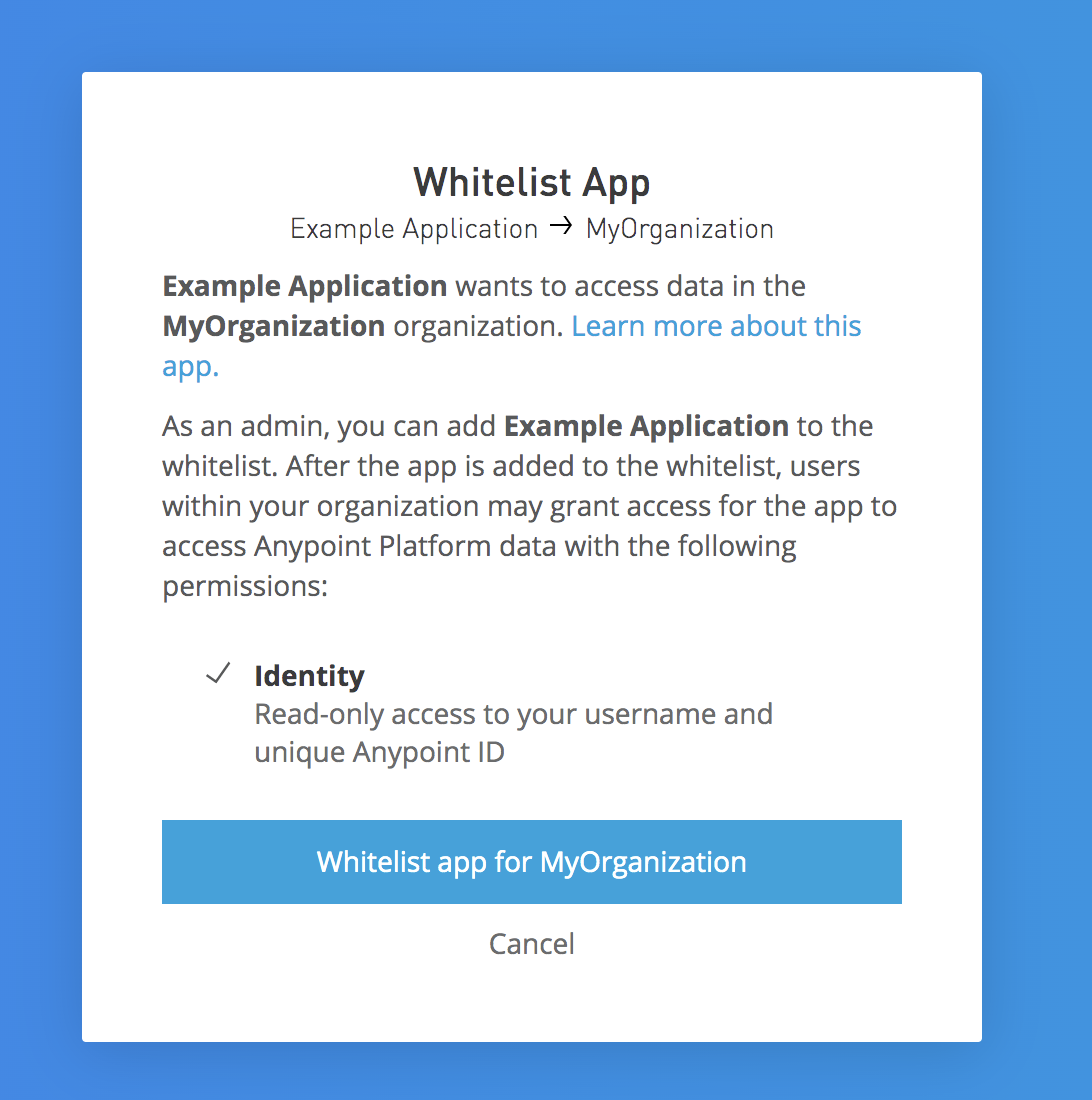 Whitelist App
Example Application → MyOrganization
Example Application wants to access data in the
MyOrganization organization. Learn more about this
app.
As an admin, you can add Example Application to the
whitelist. After the app is added to the whitelist, users
within your organization may grant access for the app to
access Anypoint Platform data with the following
permissions:
Identity
Read-only access to your username and
unique Anypoint ID
Whitelist app for MyOrganization
Cancel